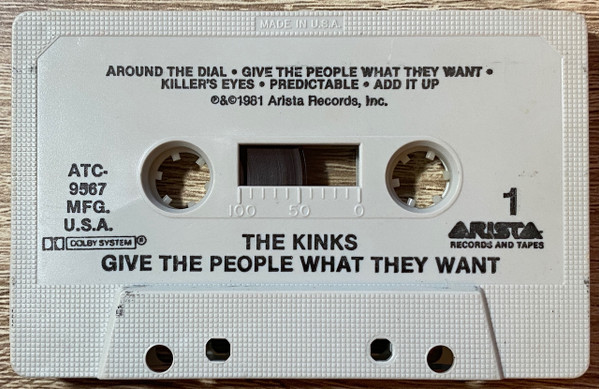 MADE IN U.S.A.
AROUND THE DIAL • GIVE THE PEOPLE WHAT THEY WANT •
KILLER'S EYES • PREDICTABLE • ADD IT UP
℗&©1981 Arista Records, Inc.
ATC-
9567
MFG.
U.S.A.
DOLBY SYSTEM®
100 50 0
1
ARISTA
RECORDS AND TAPES
THE KINKS
GIVE THE PEOPLE WHAT THEY WANT